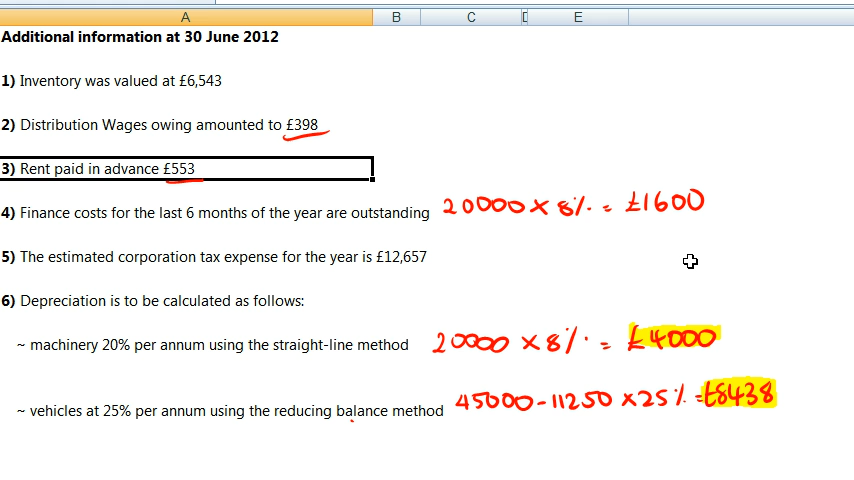 A B C D E
Additional information at 30 June 2012
1) Inventory was valued at £6,543
2) Distribution Wages owing amounted to £398
3) Rent paid in advance £553
4) Finance costs for the last 6 months of the year are outstanding 20000 x 8% = £1600
5) The estimated corporation tax expense for the year is £12,657
6) Depreciation is to be calculated as follows:
~ machinery 20% per annum using the straight-line method 20000 x 8% = £4000
~ vehicles at 25% per annum using the reducing balance method 45000 - 11250 x 25% = £8438